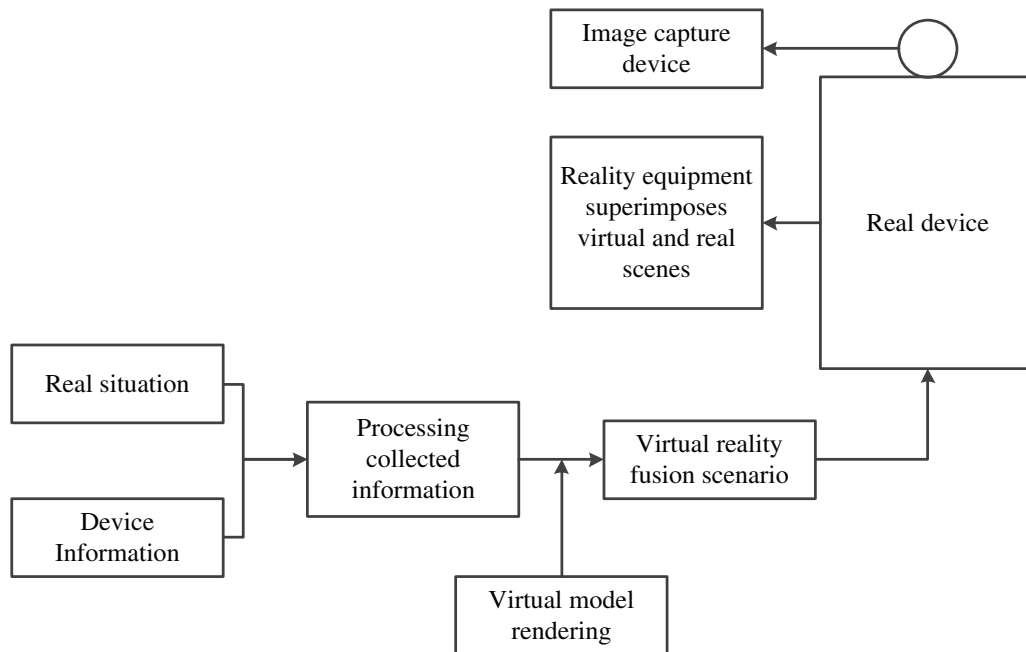 Image capture
device
Reality equipment
superimposes
virtual and real
scenes
Real device
Real situation
Processing
collected
information
Virtual reality
fusion scenario
Device
Information
Virtual model
rendering